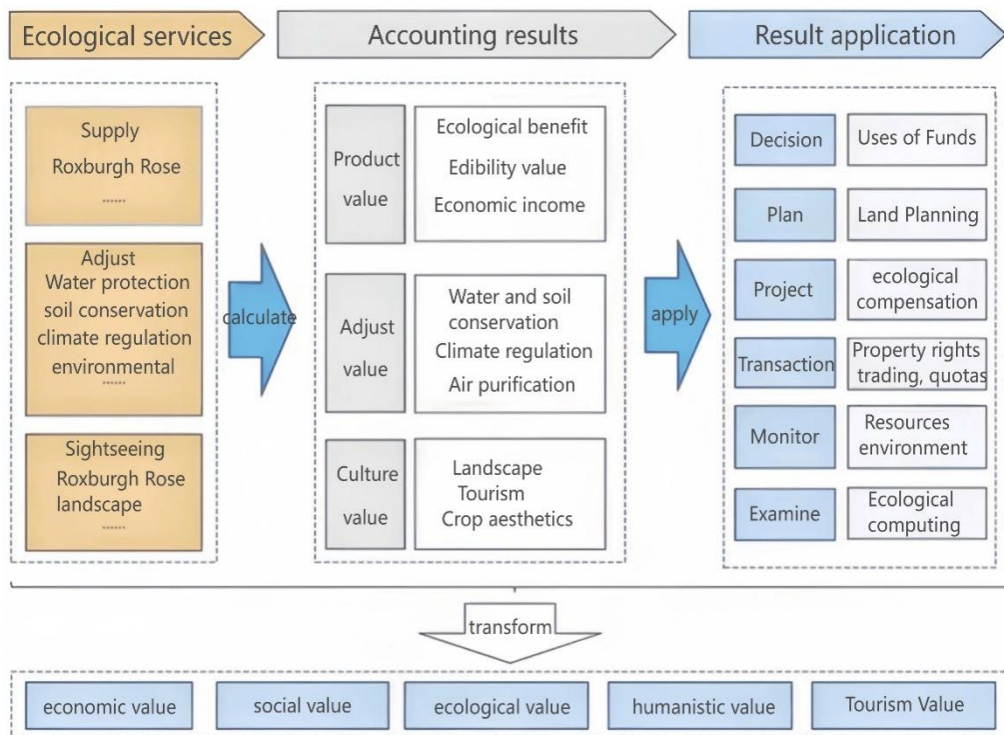 Ecological services
Accounting results
Result application
Supply
Roxburgh Rose
......
Adjust
Water protection
soil conservation
climate regulation
environmental
......
Sightseeing
Roxburgh Rose
landscape
......
calculate
Product
value
Ecological benefit
Edibility value
Economic income
Adjust
value
Water and soil
conservation
Climate regulation
Air purification
Culture
value
Landscape
Tourism
Crop aesthetics
apply
Decision
Uses of Funds
Plan
Land Planning
Project
ecological
compensation
Transaction
Property rights
trading, quotas
Monitor
Resources
environment
Examine
Ecological
computing
transform
economic value
social value
ecological value
humanistic value
Tourism Value